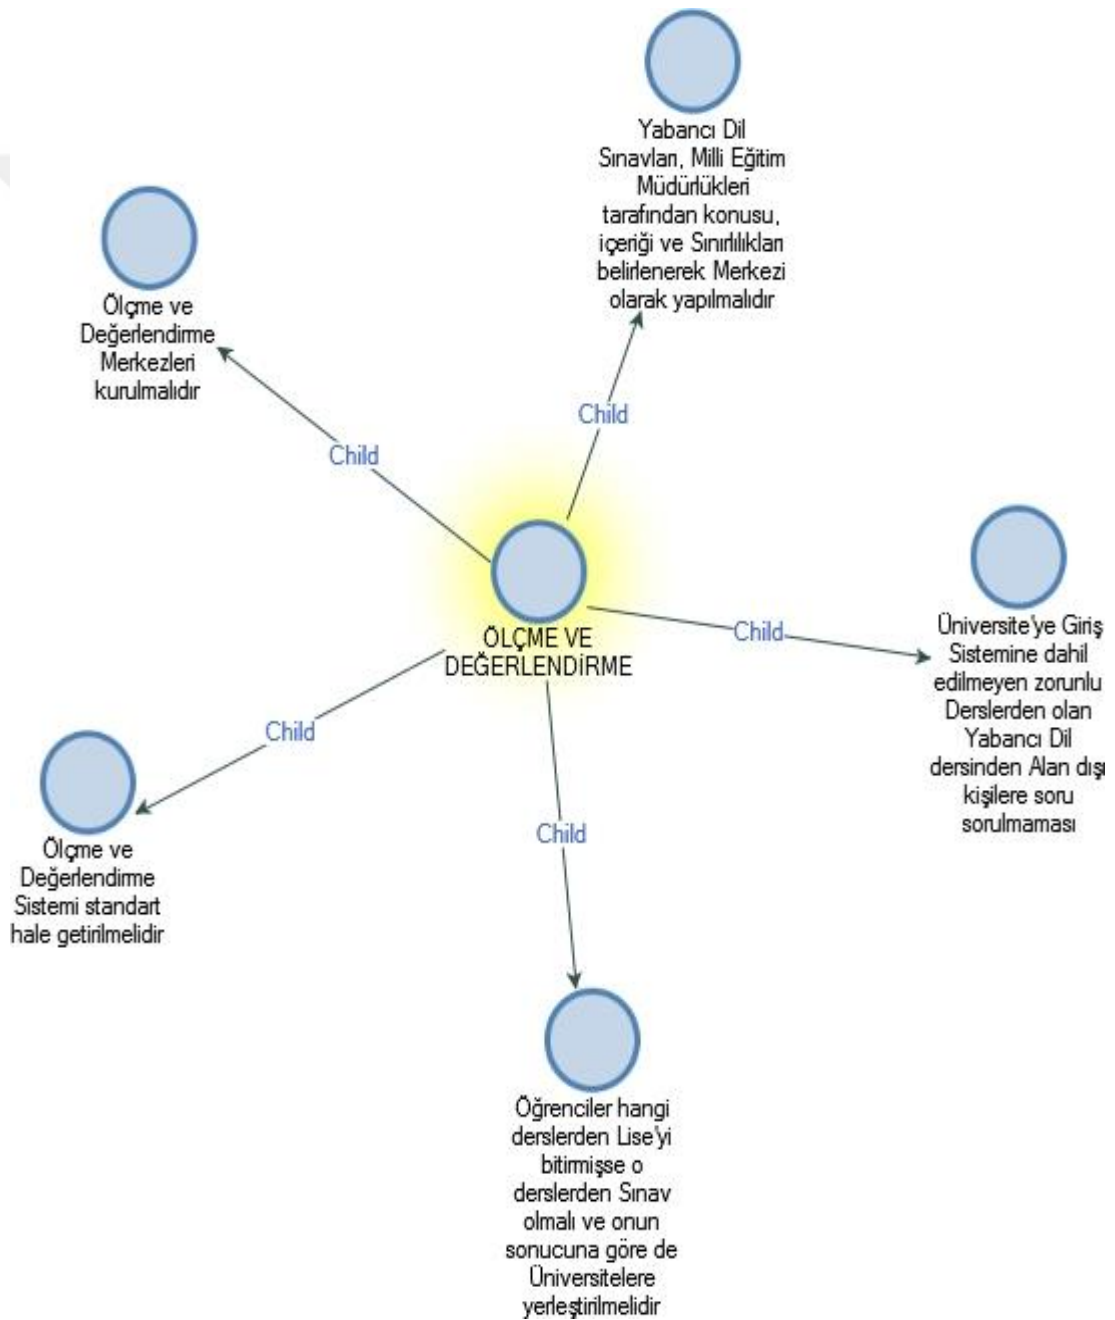 Yabancı Dil
Sınavları, Milli Eğitim
Müdürlükleri
tarafından konusu,
içeriği ve Sınırlılıkları
belirlenerek Merkezi
olarak yapılmalıdır
Ölçme ve
Değerlendirme
Merkezleri
kurulmalıdır
Child
Child
ÖLÇME VE
DEĞERLENDİRME
Child
Üniversite'ye Giriş
Sistemine dahil
edilmeyen zorunlu
Derslerden olan
Yabancı Dil
dersinden Alan dışı
kişilere soru
sorulmaması
Child
Ölçme ve
Değerlendirme
Sistemi standart
hale getirilmelidir
Child
Öğrenciler hangi
derslerden Lise'yi
bitirmişse o
derslerden Sınav
olmalı ve onun
sonucuna göre de
Üniversitelere
yerleştirilmelidir